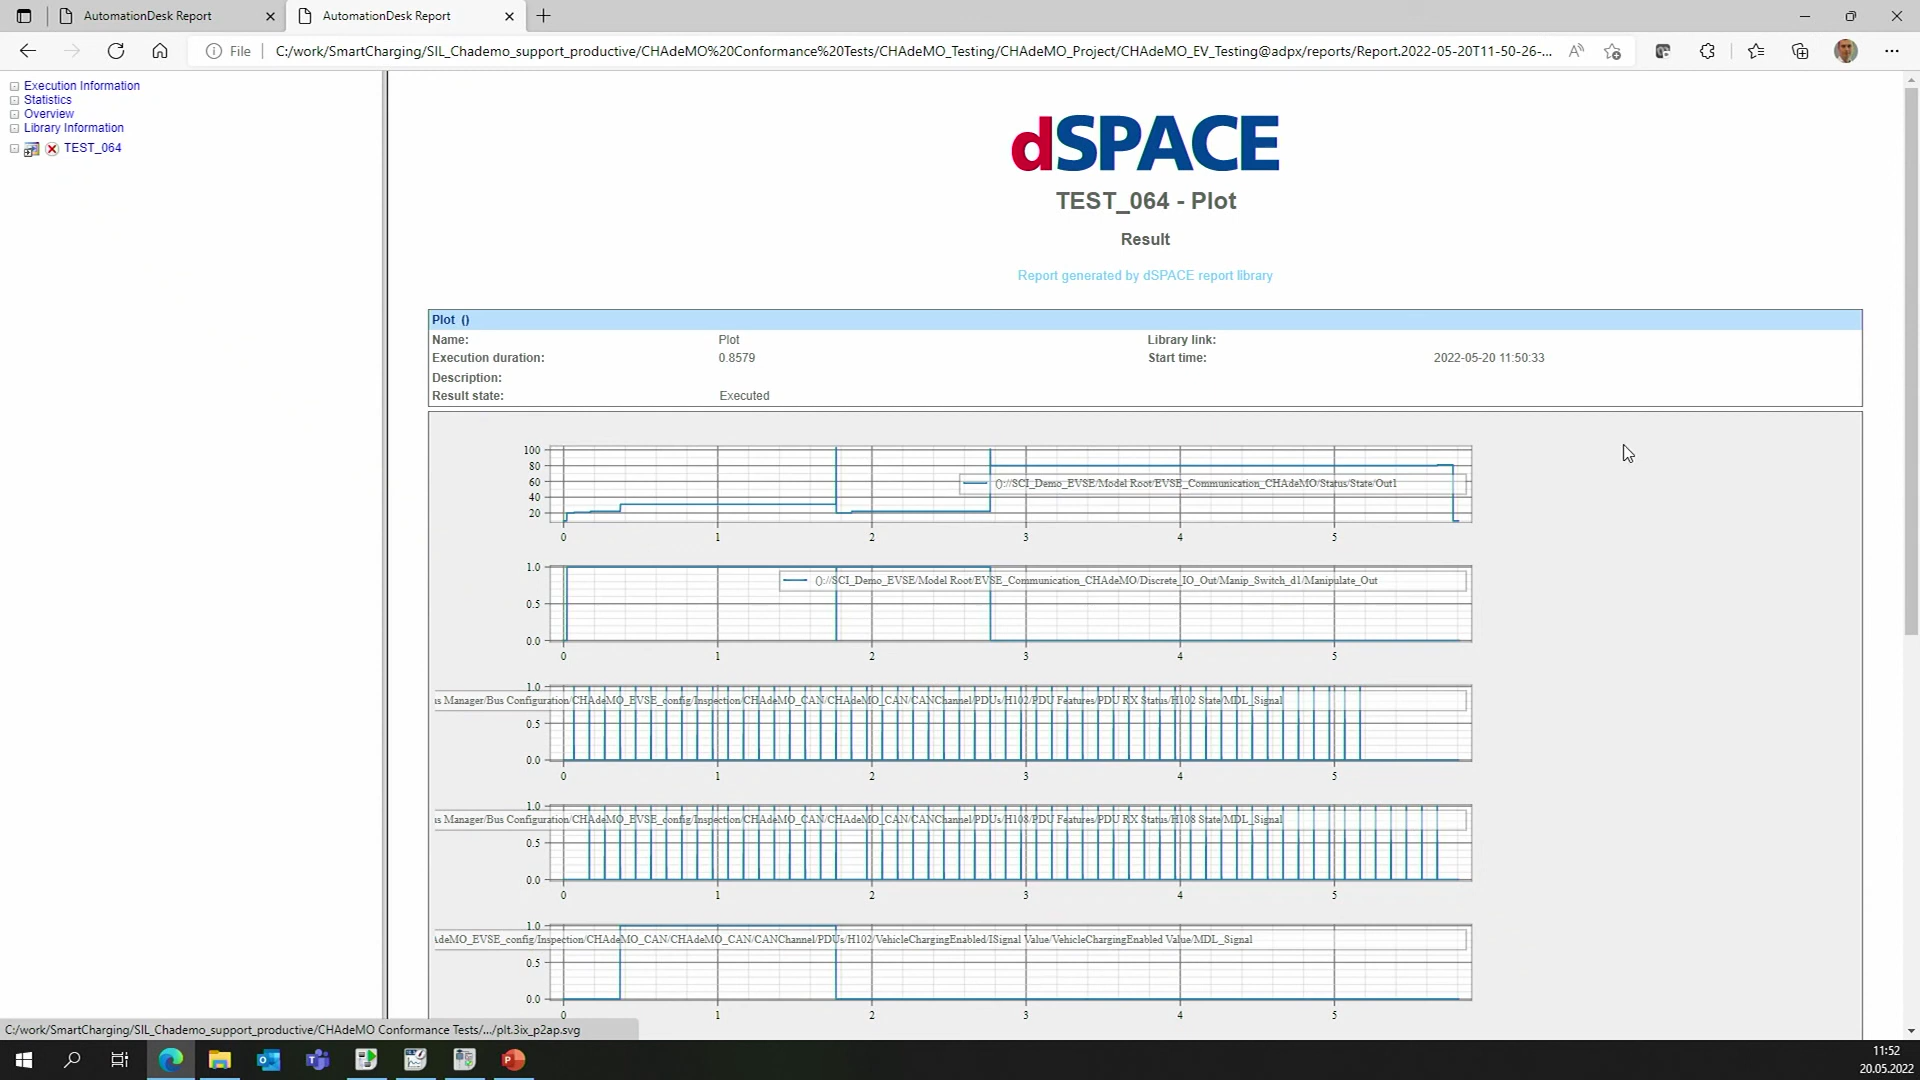 AutomationDesk Report
AutomationDesk Report
File
C:/work/SmartCharging/SIL_Chademo_support_productive/CHAdeMO%20Conformance%20Tests/CHAdeMO_Testing/CHAdeMO_Project/CHAdeMO_EV_Testing@adpx/reports/Report.2022-05-20T11-50-26-...
Execution Information
Statistics
Overview
Library Information
TEST_064
dSPACE
TEST_064 - Plot
Result
Report generated by dSPACE report library
Plot ()
Name: Plot Library link:
Execution duration: 0.8579 Start time: 2022-05-20 11:50:33
Description:
Result state: Executed
100
80
60
40
20
():://SCI_Demo_EVSE/Model Root/EVSE_Communication_CHAdeMO/Status/State/Out1
0 1 2 3 4 5
1.0
0.5
0.0
():://SCI_Demo_EVSE/Model Root/EVSE_Communication_CHAdeMO/Discrete_IO_Out/Manip_Switch_d1/Manipulate_Out
0 1 2 3 4 5
1.0
0.5
0.0
is Manager/Bus Configuration/CHAdeMO_EVSE_config/Inspection/CHAdeMO_CAN/CHAdeMO_CAN/CANChannel/PDUs/H102/PDU Features/PDU RX Status/H102 State/MDL_Signal
0 1 2 3 4 5
1.0
0.5
0.0
is Manager/Bus Configuration/CHAdeMO_EVSE_config/Inspection/CHAdeMO_CAN/CHAdeMO_CAN/CANChannel/PDUs/H108/PDU Features/PDU RX Status/H108 State/MDL_Signal
0 1 2 3 4 5
1.0
0.5
0.0
AdeMO_EVSE_config/Inspection/CHAdeMO_CAN/CHAdeMO_CAN/CANChannel/PDUs/H102/VehicleChargingEnabled/ISignal Value/VehicleChargingEnabled Value/MDL_Signal
0 1 2 3 4 5
C:/work/SmartCharging/SIL_Chademo_support_productive/CHAdeMO Conformance Tests/.../plt.3ix_p2ap.svg
11:52
20.05.2022